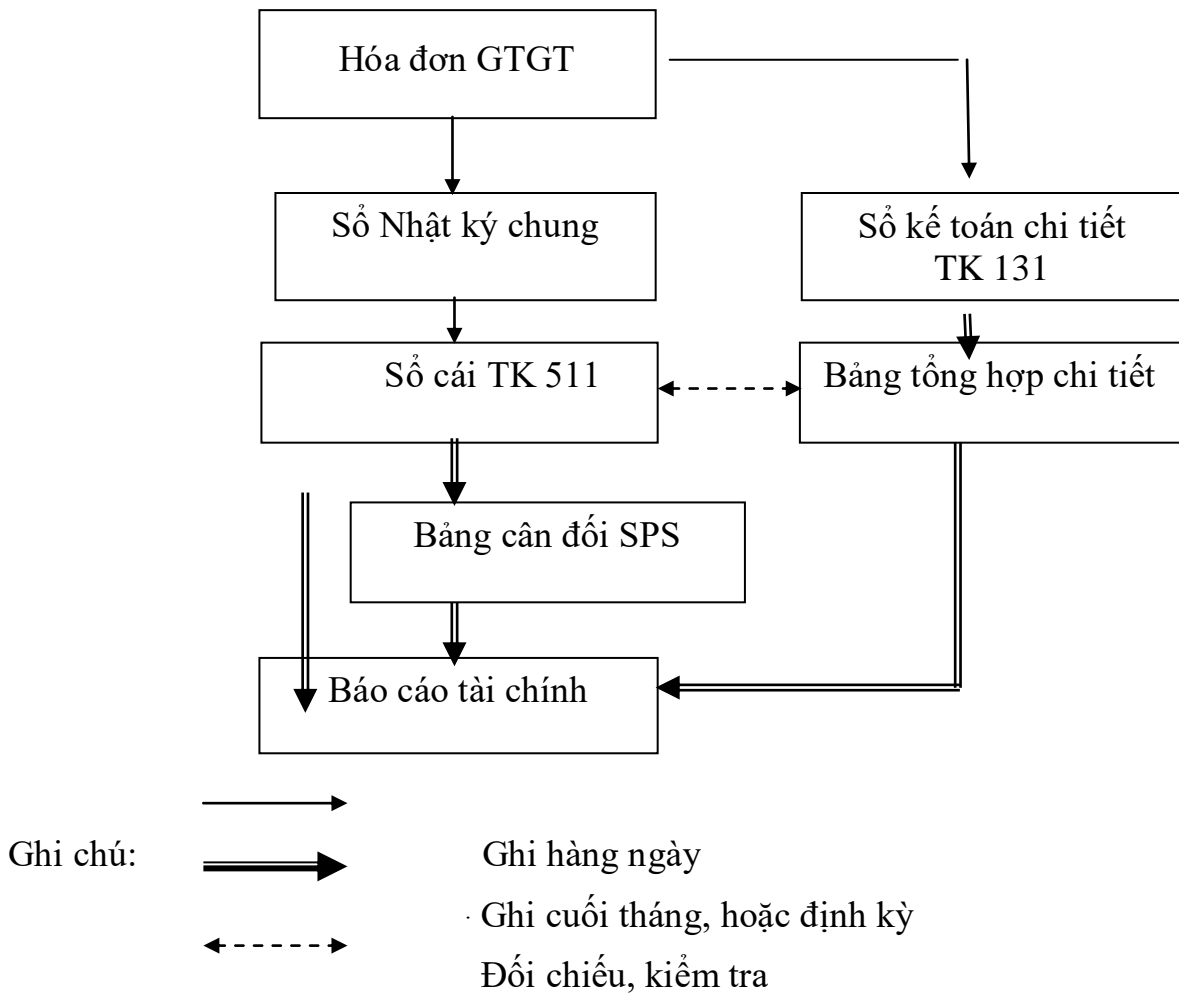 Hóa đơn GTGT
Sổ Nhật ký chung
Sổ kế toán chi tiết
TK 131
Sổ cái TK 511
Bảng tổng hợp chi tiết
Bảng cân đối SPS
Báo cáo tài chính
Ghi chú:
Ghi hàng ngày
Ghi cuối tháng, hoặc định kỳ
Đối chiếu, kiểm tra